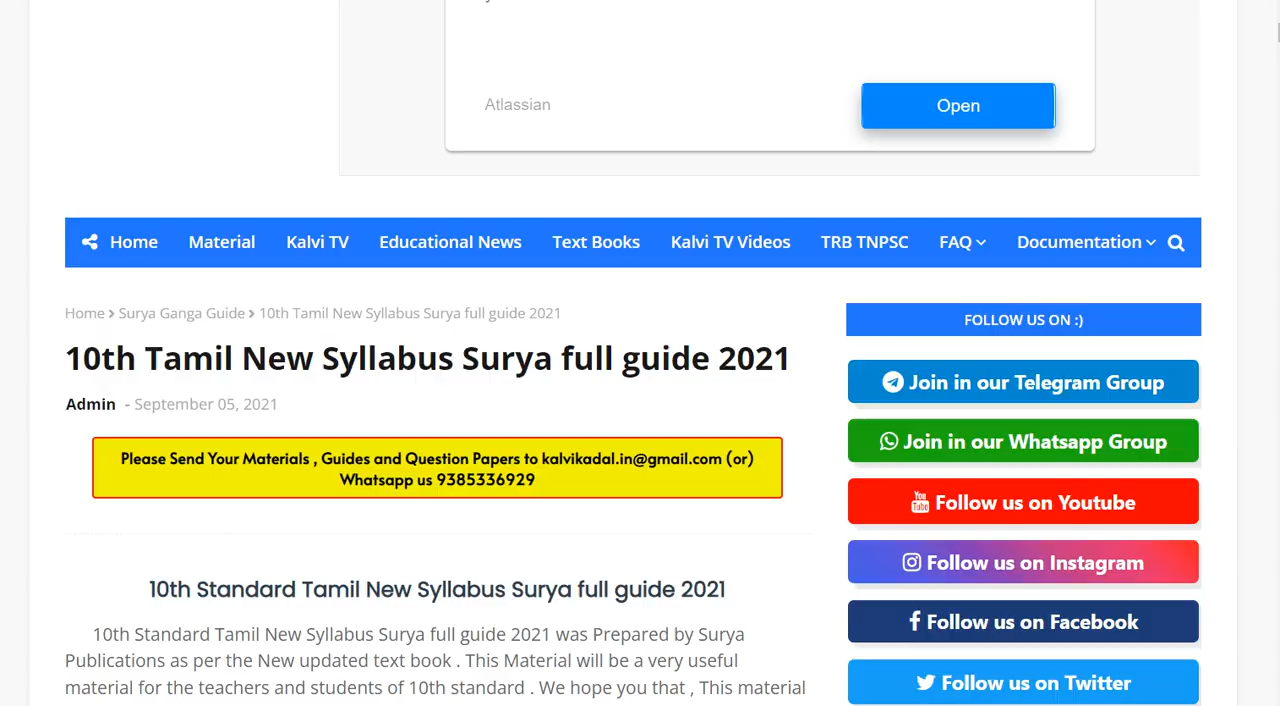 Atlassian
Open
Home Material Kalvi TV Educational News Text Books Kalvi TV Videos TRB TNPSC FAQ Documentation
Home > Surya Ganga Guide > 10th Tamil New Syllabus Surya full guide 2021
10th Tamil New Syllabus Surya full guide 2021
Admin - September 05, 2021
Please Send Your Materials , Guides and Question Papers to kalvikadal.in@gmail.com (or)
Whatsapp us 9385336929
10th Standard Tamil New Syllabus Surya full guide 2021
10th Standard Tamil New Syllabus Surya full guide 2021 was Prepared by Surya
Publications as per the New updated text book . This Material will be a very useful
material for the teachers and students of 10th standard . We hope you that , This material
FOLLOW US ON :)
Join in our Telegram Group
Join in our Whatsapp Group
You Tube Follow us on Youtube
Follow us on Instagram
Follow us on Facebook
Follow us on Twitter